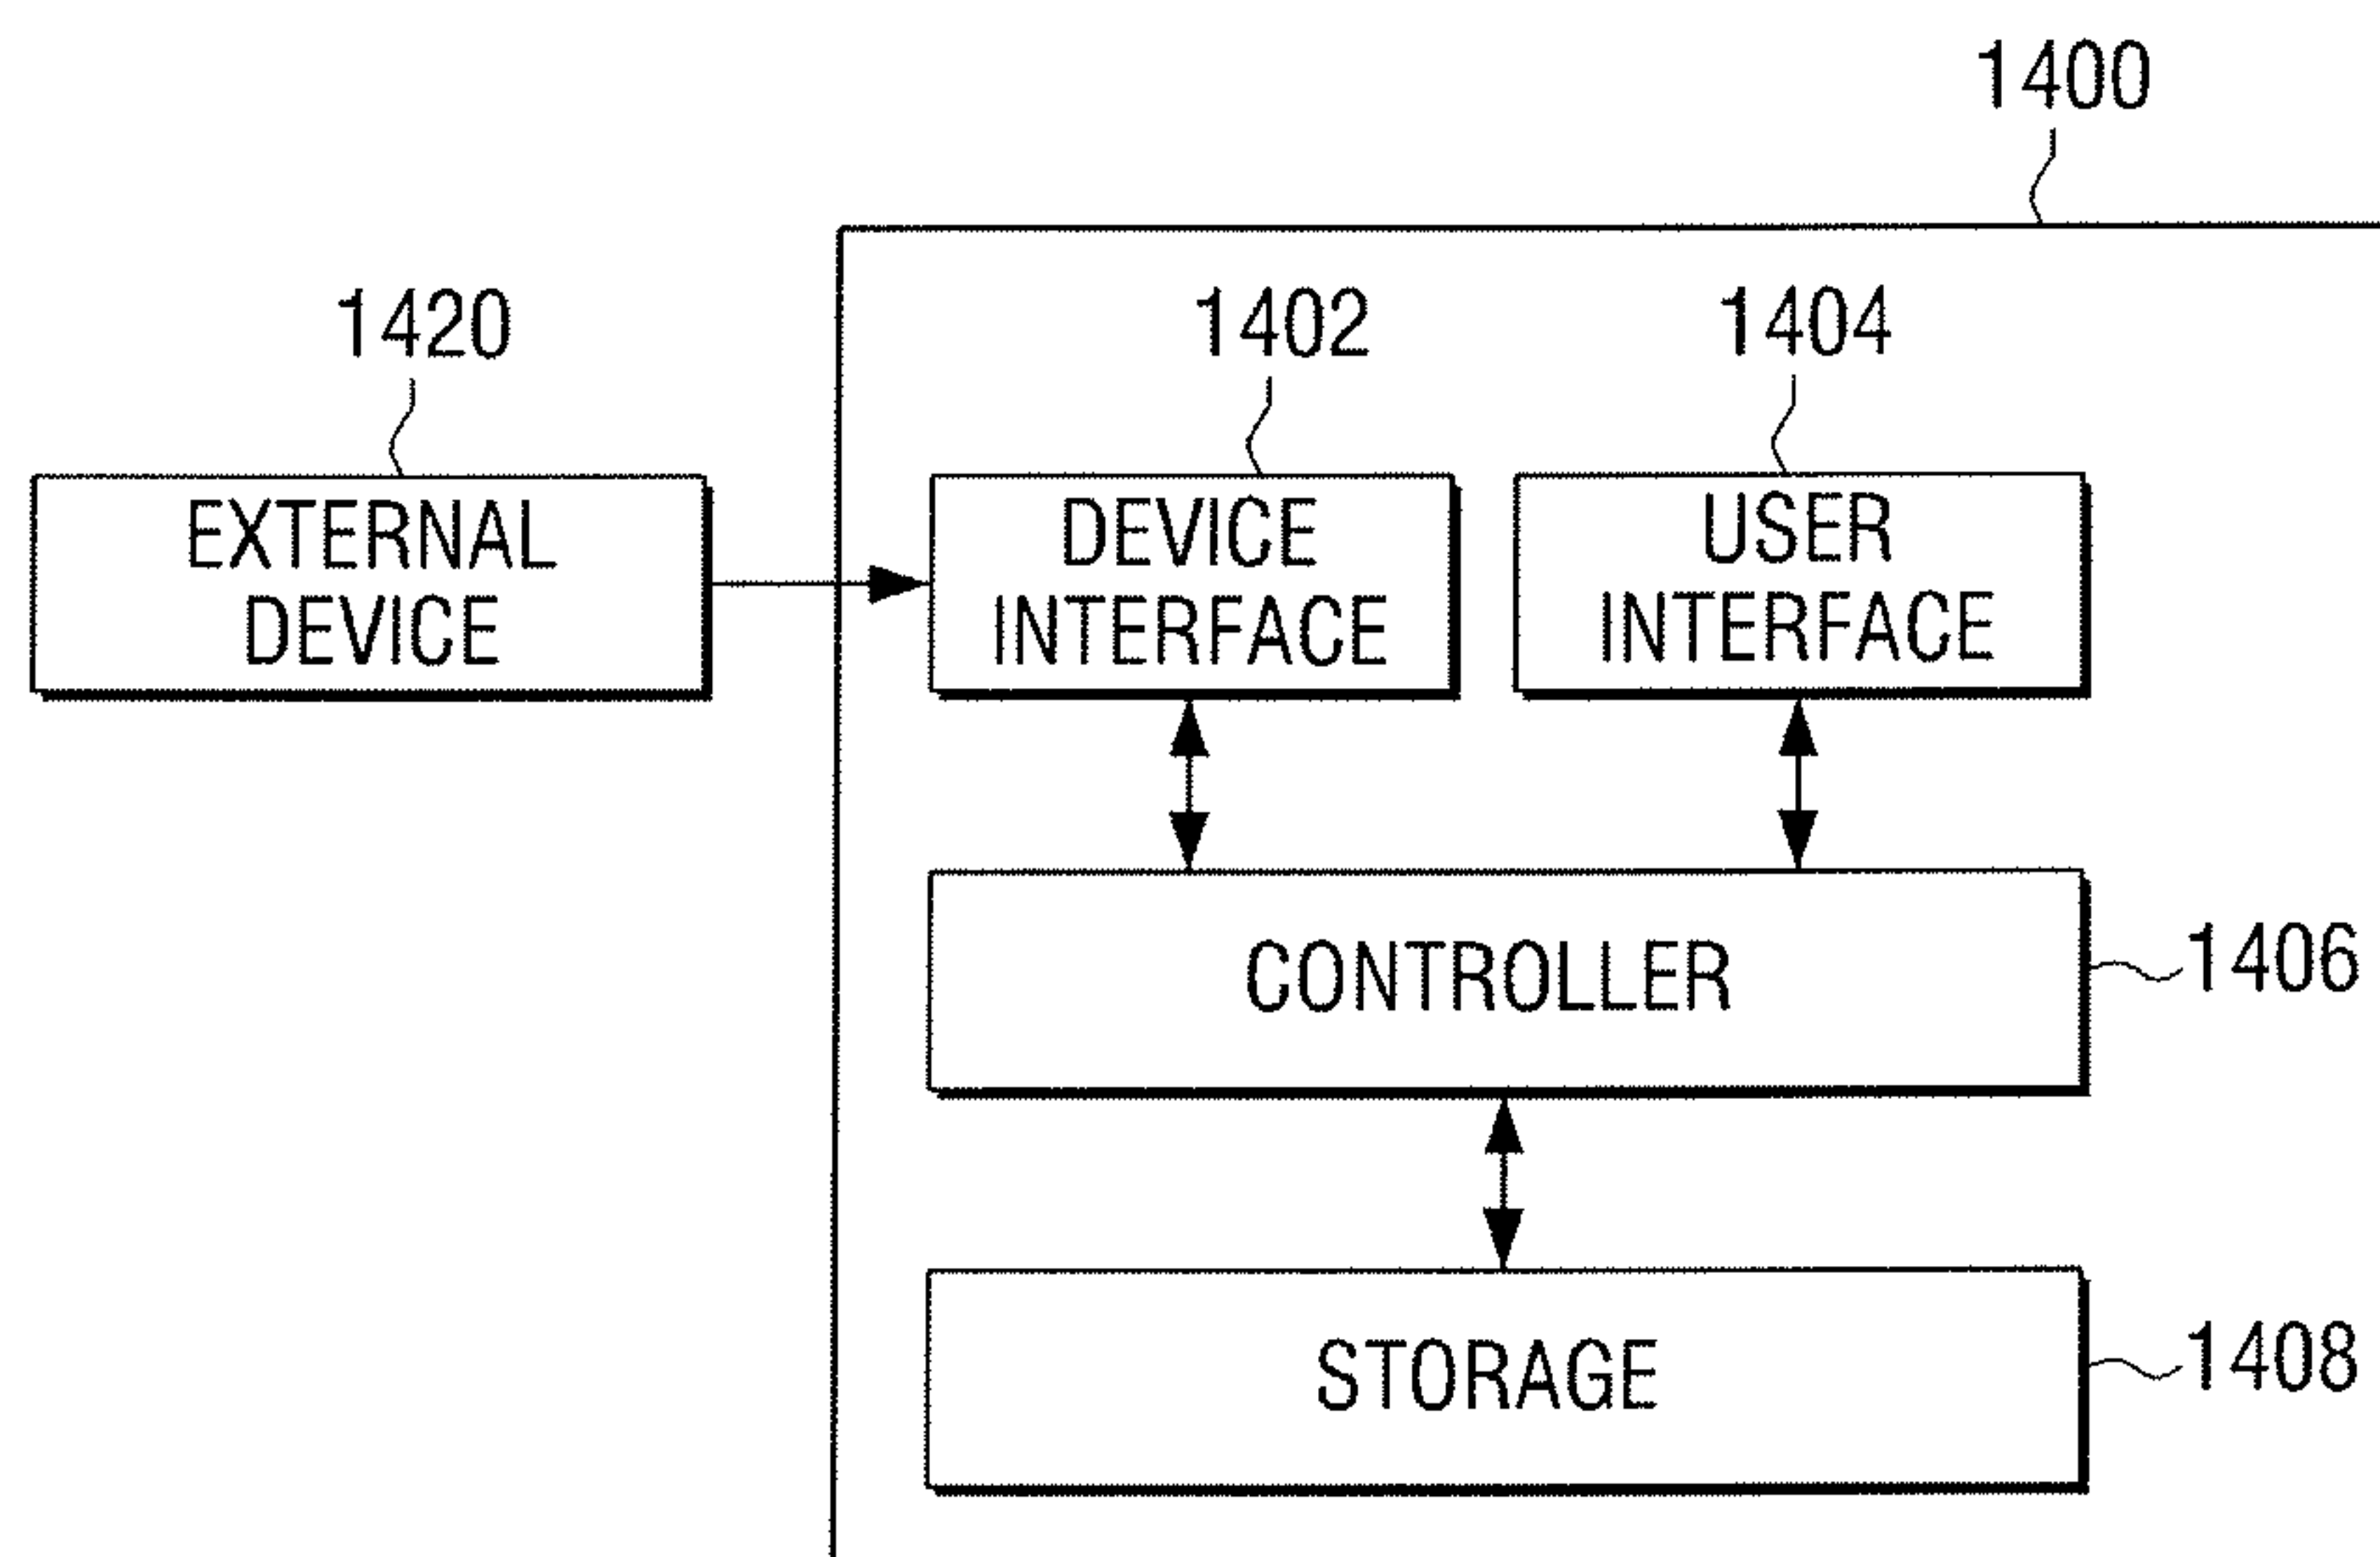 1400
1420
1402
1404
EXTERNAL
DEVICE
DEVICE
INTERFACE
USER
INTERFACE
CONTROLLER
1406
STORAGE
1408